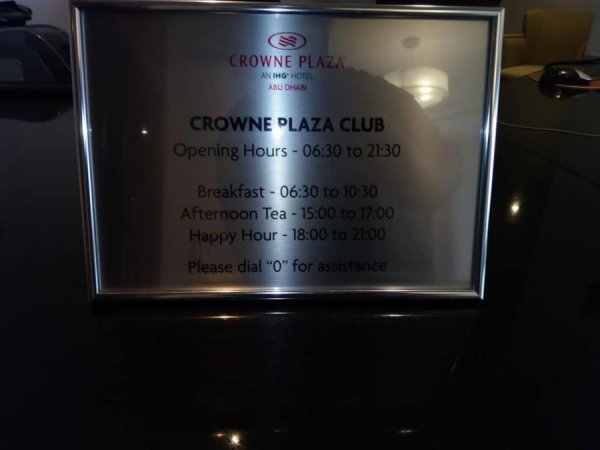 CROWNE PLAZA
AN IHG® HOTEL
ABU DHABI
CROWNE PLAZA CLUB
Opening Hours - 06:30 to 21:30
Breakfast - 06:30 to 10:30
Afternoon Tea - 15:00 to 17:00
Happy Hour - 18:00 to 21:00
Please dial "0" for assistance